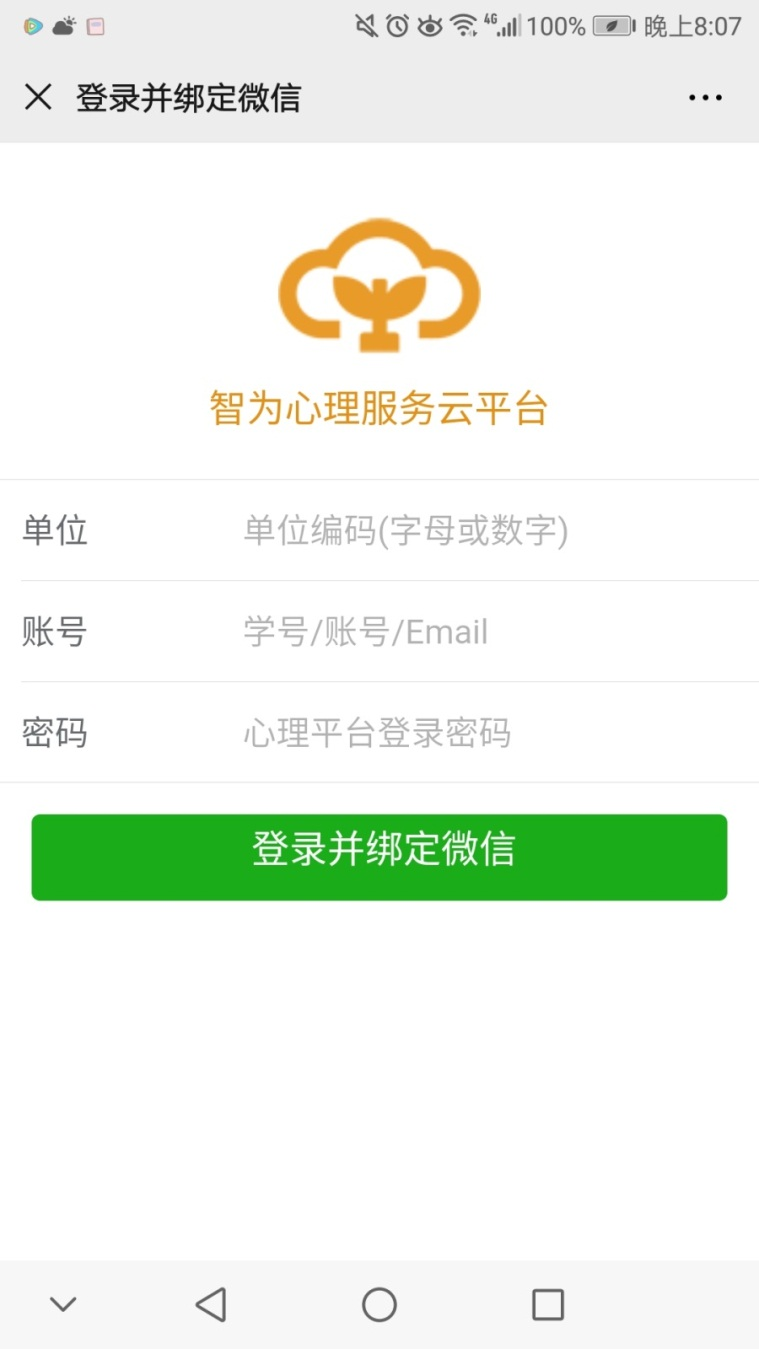 4G 100% 晚上8:07
登录并绑定微信
智为心理服务云平台
单位 单位编码(字母或数字)
账号 学号/账号/Email
密码 心理平台登录密码
登录并绑定微信